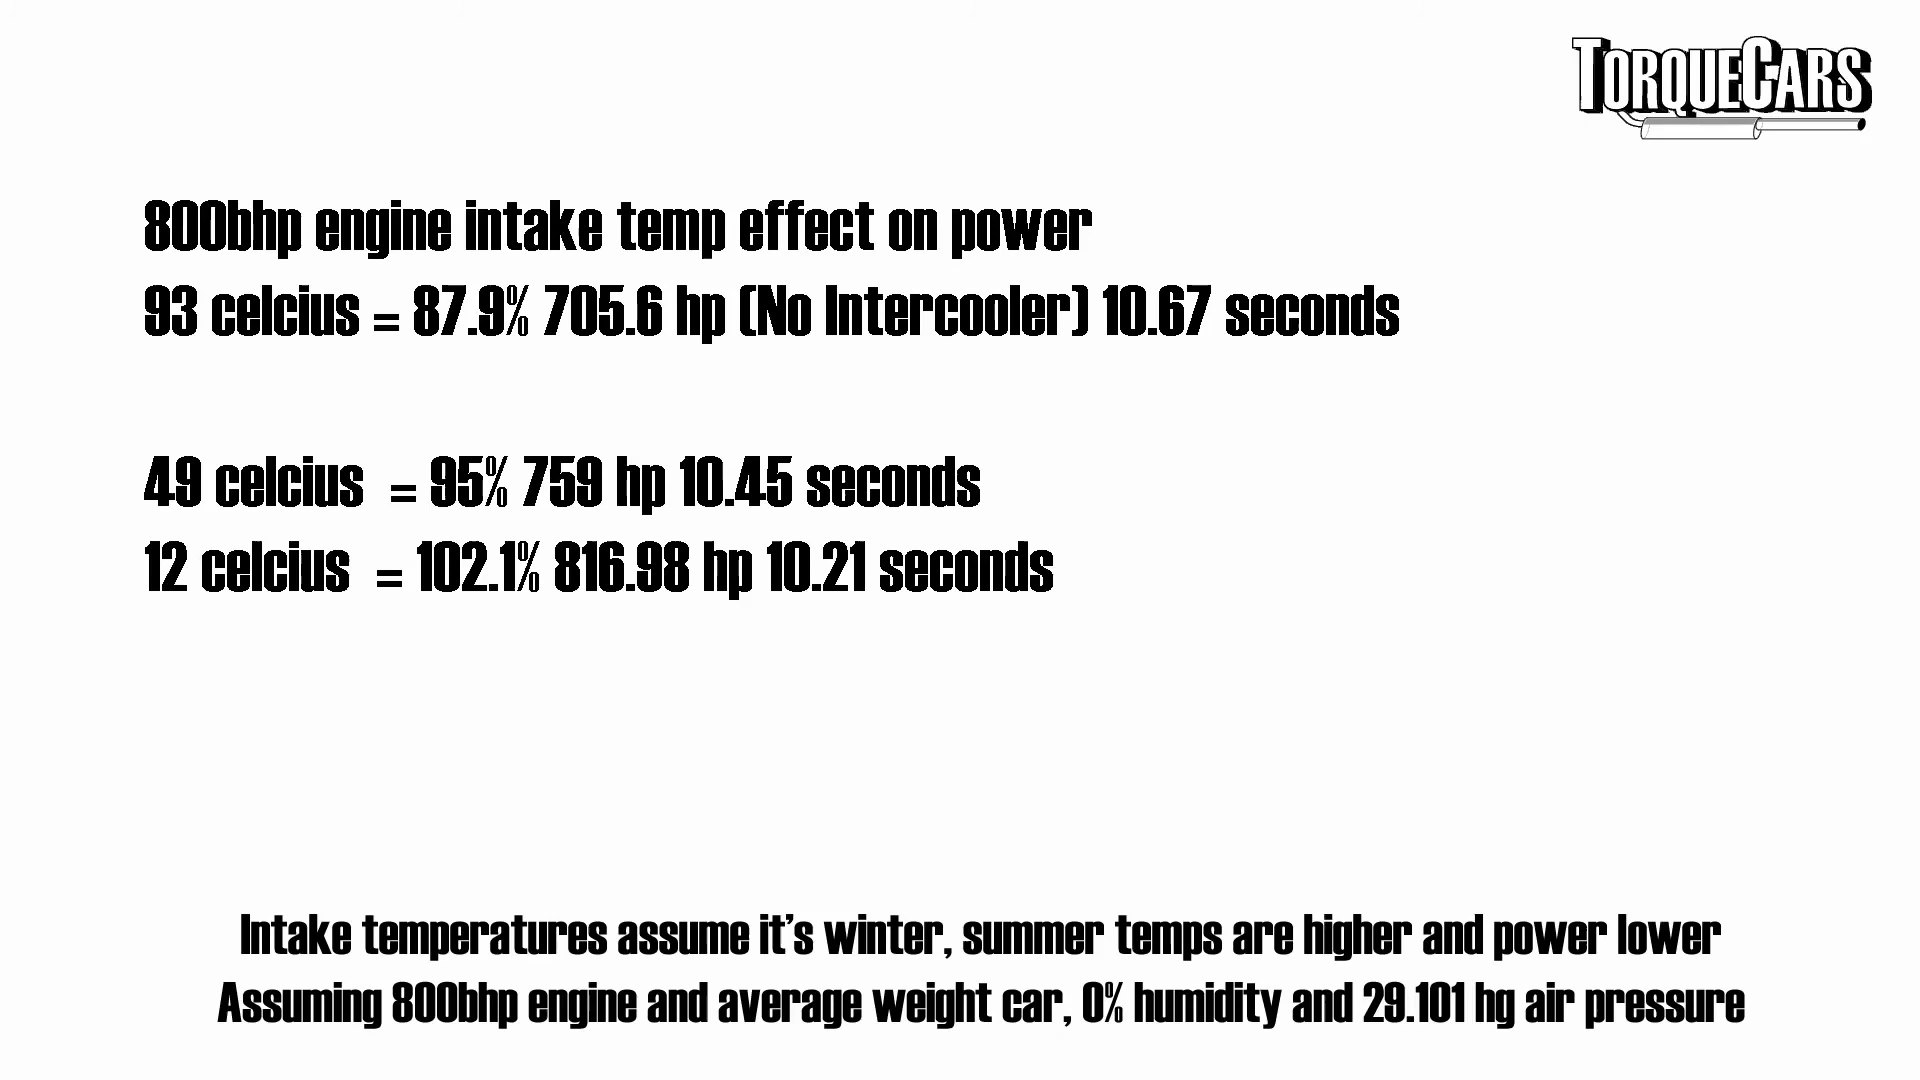 TORQUECARS
800bhp engine intake temp effect on power
93 celcius = 87.9% 705.6 hp (No Intercooler) 10.67 seconds
49 celcius = 95% 759 hp 10.45 seconds
12 celcius = 102.1% 816.98 hp 10.21 seconds
Intake temperatures assume it’s winter, summer temps are higher and power lower
Assuming 800bhp engine and average weight car, 0% humidity and 29.101 hg air pressure